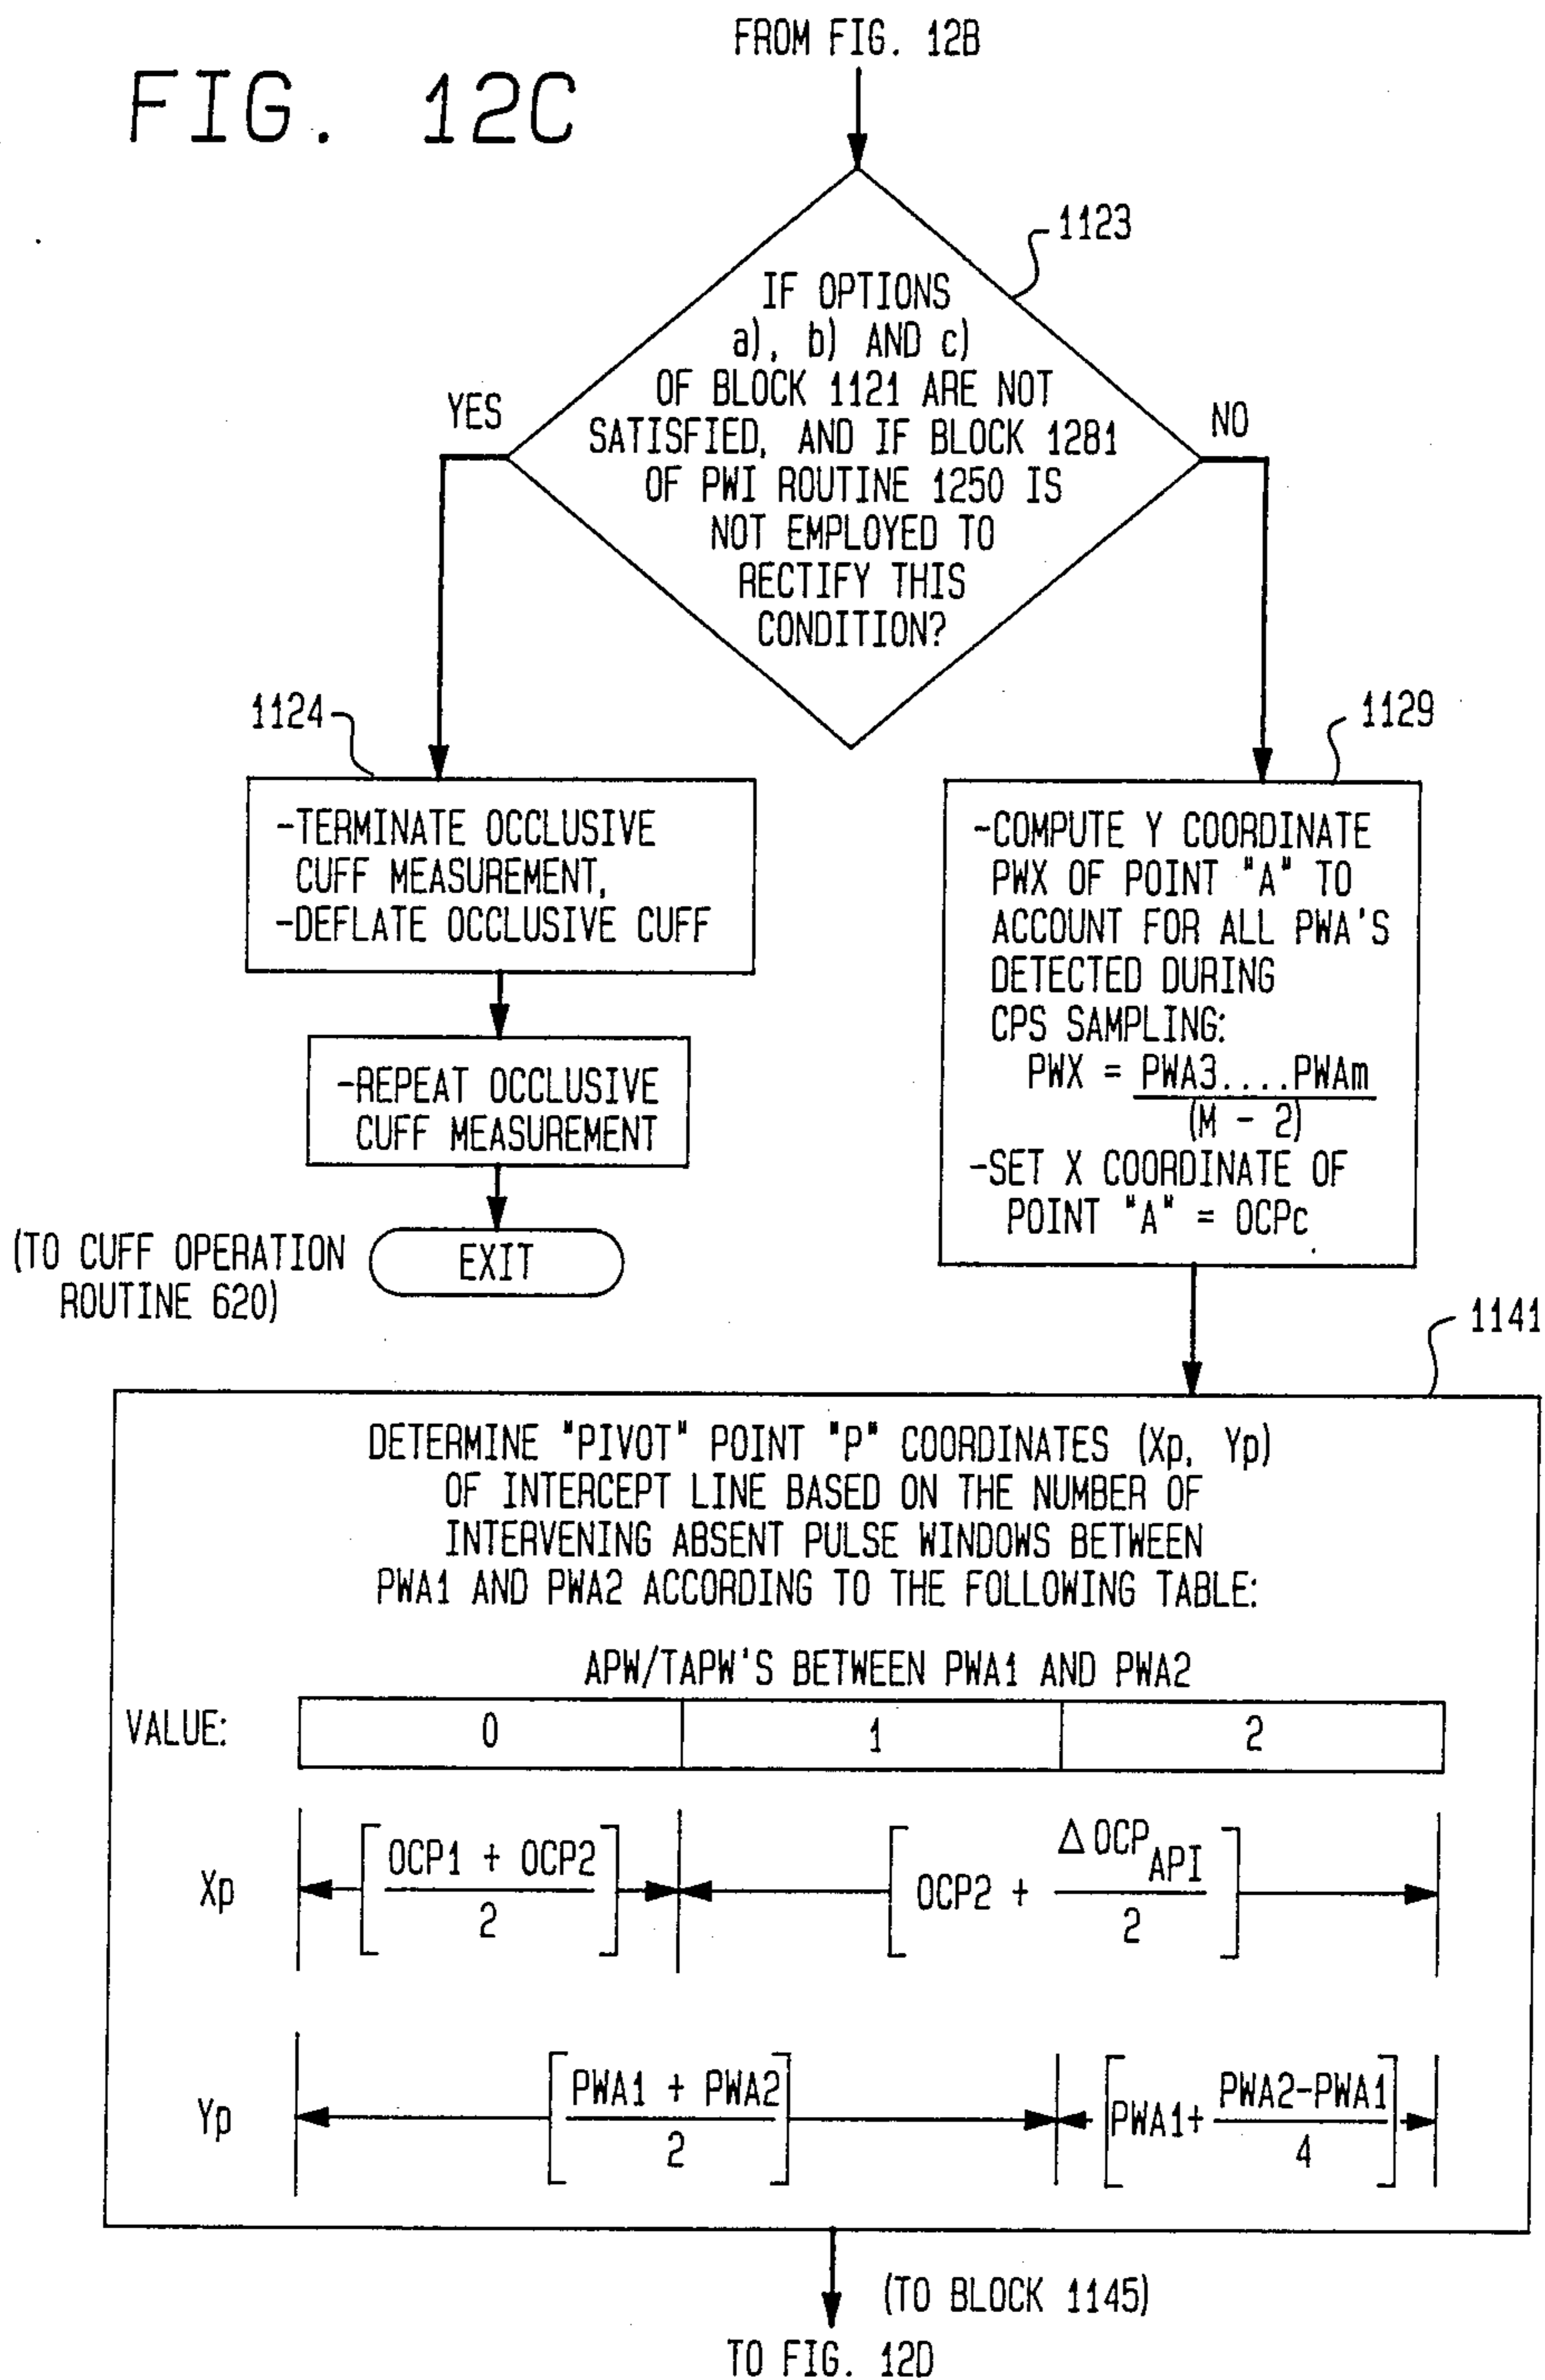 FROM FIG. 12B
FIG. 12C
1123
IF OPTIONS
a), b) AND c)
OF BLOCK 1121 ARE NOT
SATISFIED, AND IF BLOCK 1281
OF PWI ROUTINE 1250 IS
NOT EMPLOYED TO
RECTIFY THIS
CONDITION?
YES
NO
1124
-TERMINATE OCCLUSIVE
CUFF MEASUREMENT,
-DEFLATE OCCLUSIVE CUFF
-REPEAT OCCLUSIVE
CUFF MEASUREMENT
(TO CUFF OPERATION
ROUTINE 620)
EXIT
1129
-COMPUTE Y COORDINATE
PWX OF POINT "A" TO
ACCOUNT FOR ALL PWA'S
DETECTED DURING
CPS SAMPLING:
PWX = PWA3....PWAm
(M - 2)
-SET X COORDINATE OF
POINT "A" = OCPc
1141
DETERMINE "PIVOT" POINT "P" COORDINATES (Xp, Yp)
OF INTERCEPT LINE BASED ON THE NUMBER OF
INTERVENING ABSENT PULSE WINDOWS BETWEEN
PWA1 AND PWA2 ACCORDING TO THE FOLLOWING TABLE:
APW/TAPW'S BETWEEN PWA1 AND PWA2
VALUE: 0 1 2
Xp [OCP1 + OCP2
2] [OCP2 + ΔOCP API
2]
Yp [PWA1 + PWA2
2] [PWA1+ PWA2-PWA1
4]
(TO BLOCK 1145)
TO FIG. 12D